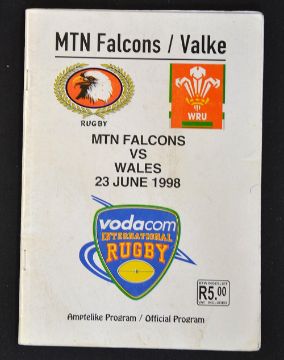 MTN Falcons / Valke
RUGBY
WRU
MTN FALCONS
VS
WALES
23 JUNE 1998
vodacom
INTERNATIONAL
RUGBY
R5.00
Amptelike Program / Official Program